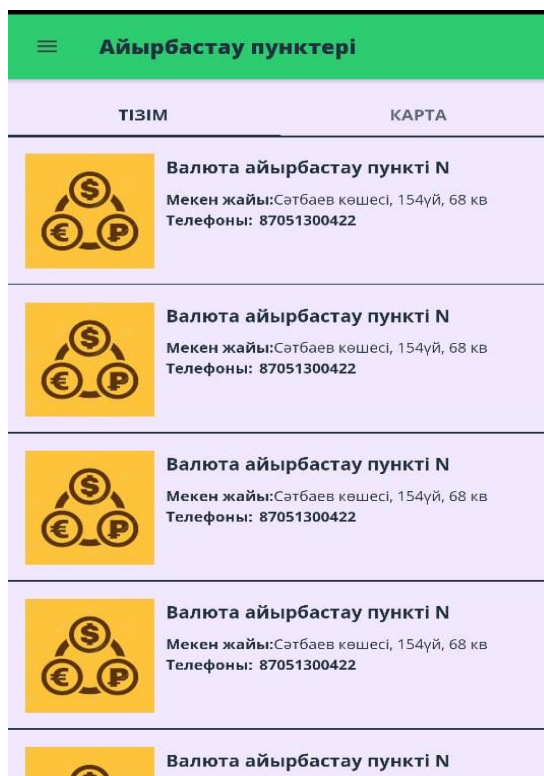 Айырбастау пунктері
ТІЗІМ
КАРТА
Валюта айырбастау пункті N
Мекен жайы:Сәтбаев көшесі, 154үй, 68 кв
Телефоны: 87051300422
Валюта айырбастау пункті N
Мекен жайы:Сәтбаев көшесі, 154үй, 68 кв
Телефоны: 87051300422
Валюта айырбастау пункті N
Мекен жайы:Сәтбаев көшесі, 154үй, 68 кв
Телефоны: 87051300422
Валюта айырбастау пункті N
Мекен жайы:Сәтбаев көшесі, 154үй, 68 кв
Телефоны: 87051300422
Валюта айырбастау пункті N